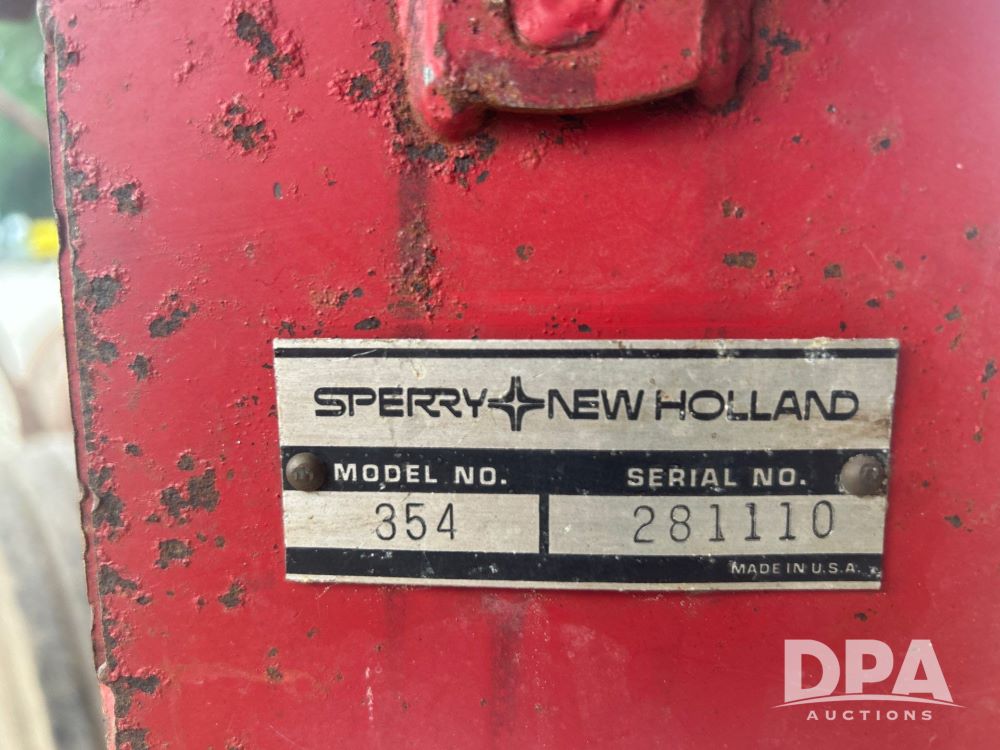 SPERRY NEW HOLLAND
MODEL NO. SERIAL NO.
354 281110
MADE IN U.S.A.
DPA
AUCTIONS